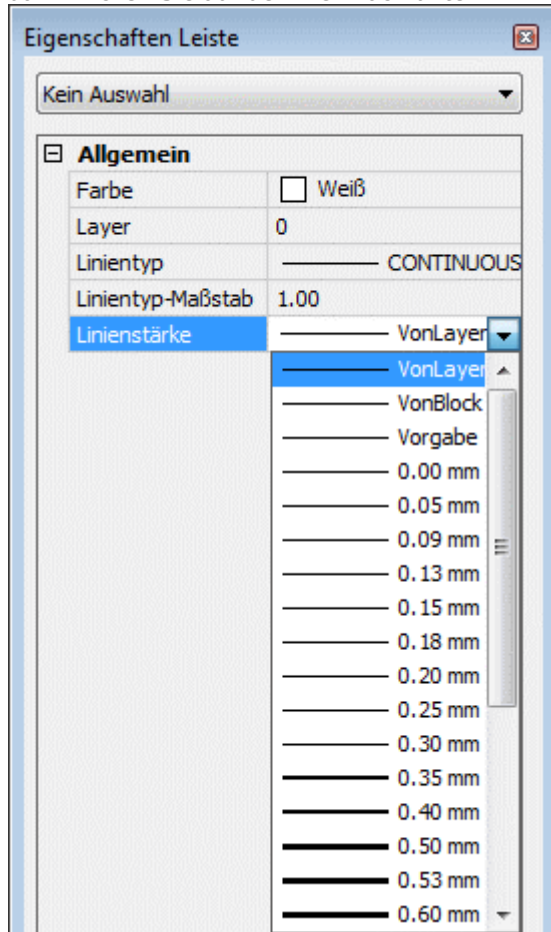 Eigenschaften Leiste
Kein Auswahl
Allgemein
Farbe Weiß
Layer 0
Linientyp CONTINUOUS
Linientyp-Maßstab 1.00
Linienstärke VonLayer
VonLayer
VonBlock
Vorgabe
0.00 mm
0.05 mm
0.09 mm
0.13 mm
0.15 mm
0.18 mm
0.20 mm
0.25 mm
0.30 mm
0.35 mm
0.40 mm
0.50 mm
0.53 mm
0.60 mm